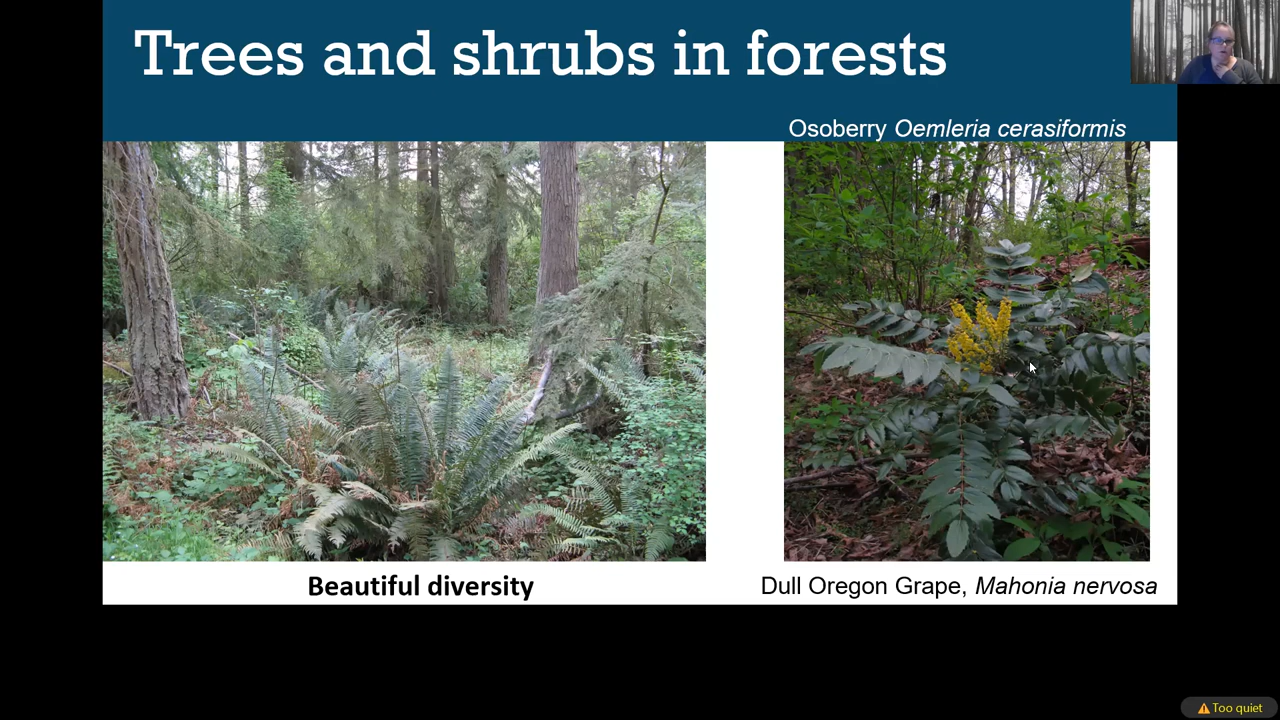 Trees and shrubs in forests
Osoberry Oemleria cerasiformis
Beautiful diversity
Dull Oregon Grape, Mahonia nervosa
Too quiet